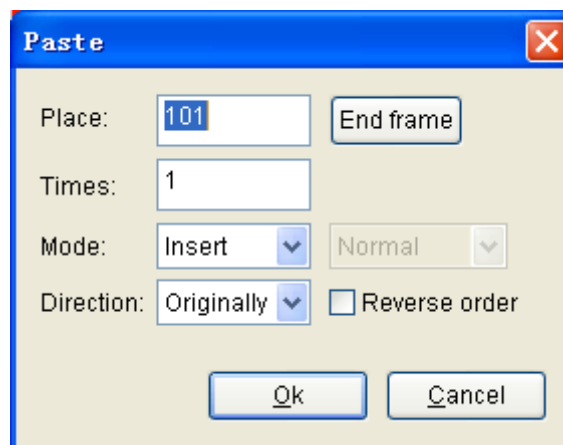 Paste
Place: 101 End frame
Times: 1
Mode: Insert Normal
Direction: Originally Reverse order
Ok Cancel